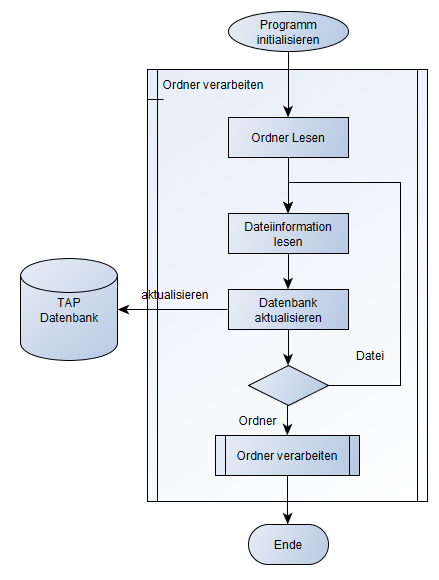 Programm
initialisieren
Ordner verarbeiten
Ordner Lesen
Dateiinformation
lesen
aktualisieren
TAP
Datenbank
Datenbank
aktualisieren
Datei
Ordner
Ordner verarbeiten
Ende